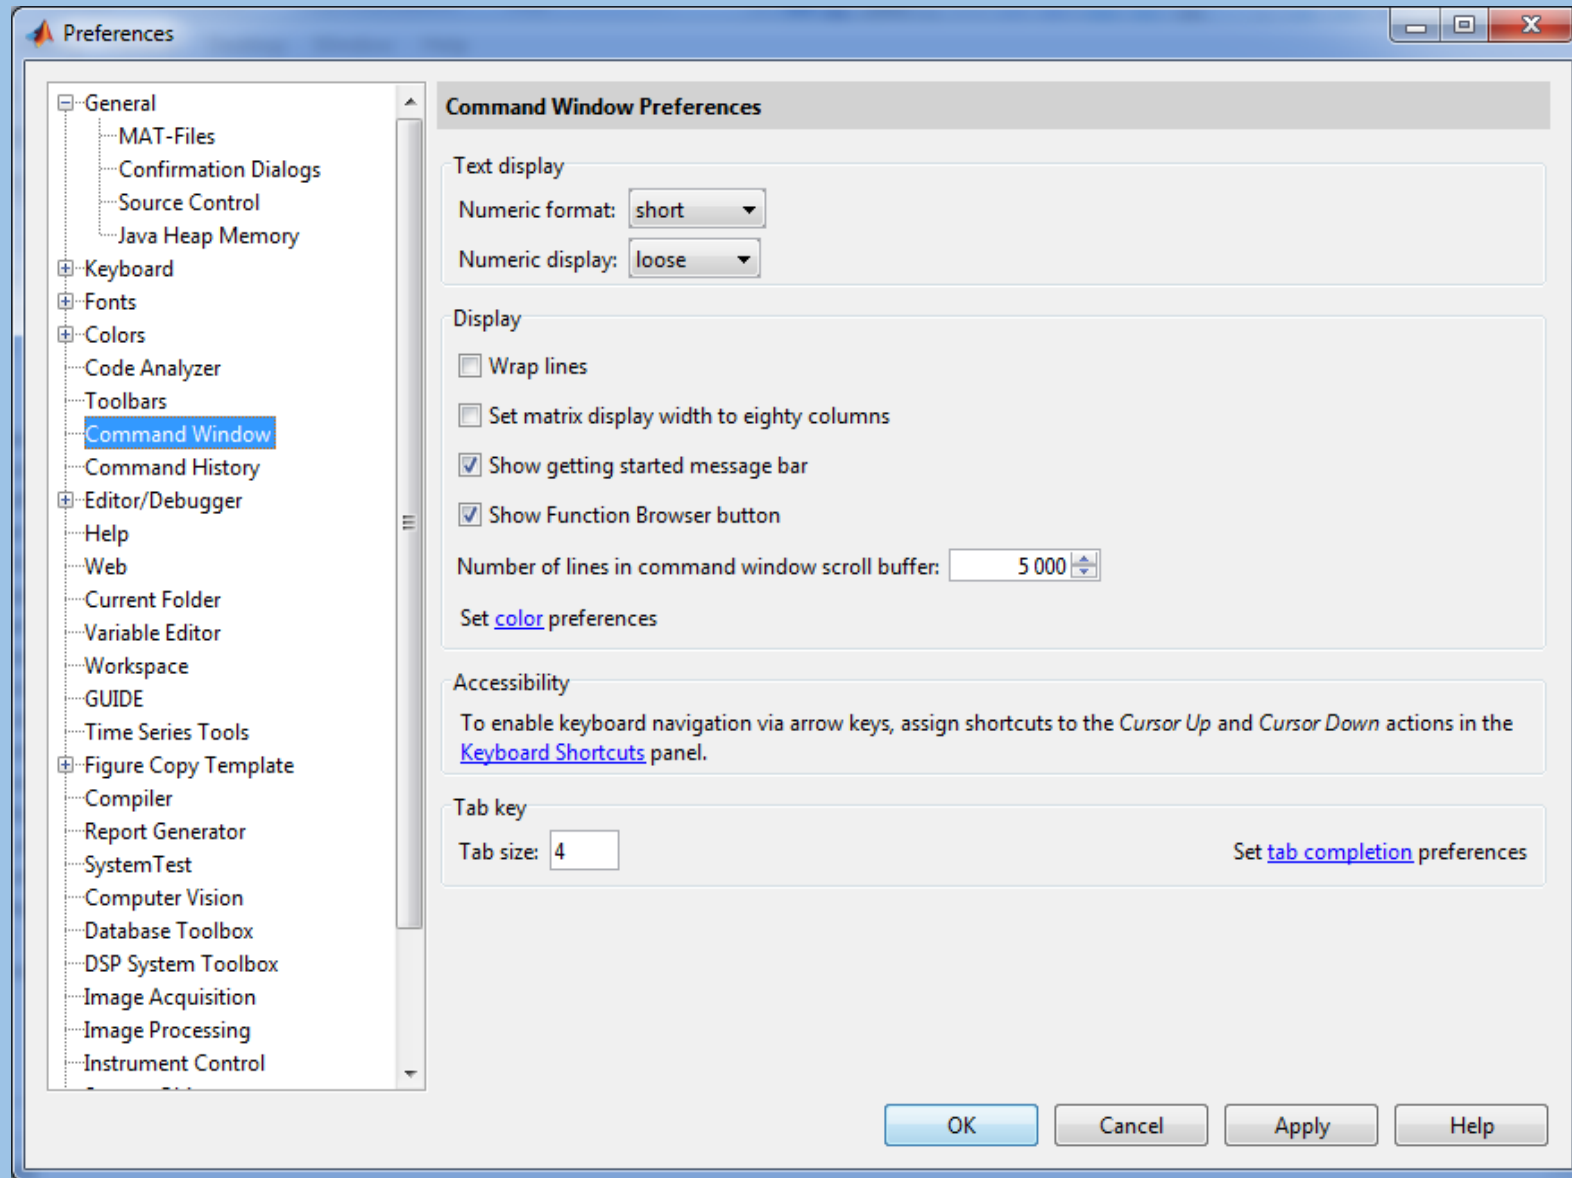 Preferences
General
MAT-Files
Confirmation Dialogs
Source Control
Java Heap Memory
Keyboard
Fonts
Colors
Code Analyzer
Toolbars
Command Window
Command History
Editor/Debugger
Help
Web
Current Folder
Variable Editor
Workspace
GUIDE
Time Series Tools
Figure Copy Template
Compiler
Report Generator
SystemTest
Computer Vision
Database Toolbox
DSP System Toolbox
Image Acquisition
Image Processing
Instrument Control
Command Window Preferences
Text display
Numeric format: short
Numeric display: loose
Display
Wrap lines
Set matrix display width to eighty columns
Show getting started message bar
Show Function Browser button
Number of lines in command window scroll buffer: 5 000
Set color preferences
Accessibility
To enable keyboard navigation via arrow keys, assign shortcuts to the Cursor Up and Cursor Down actions in the
Keyboard Shortcuts panel.
Tab key
Tab size: 4 Set tab completion preferences
OK Cancel Apply Help